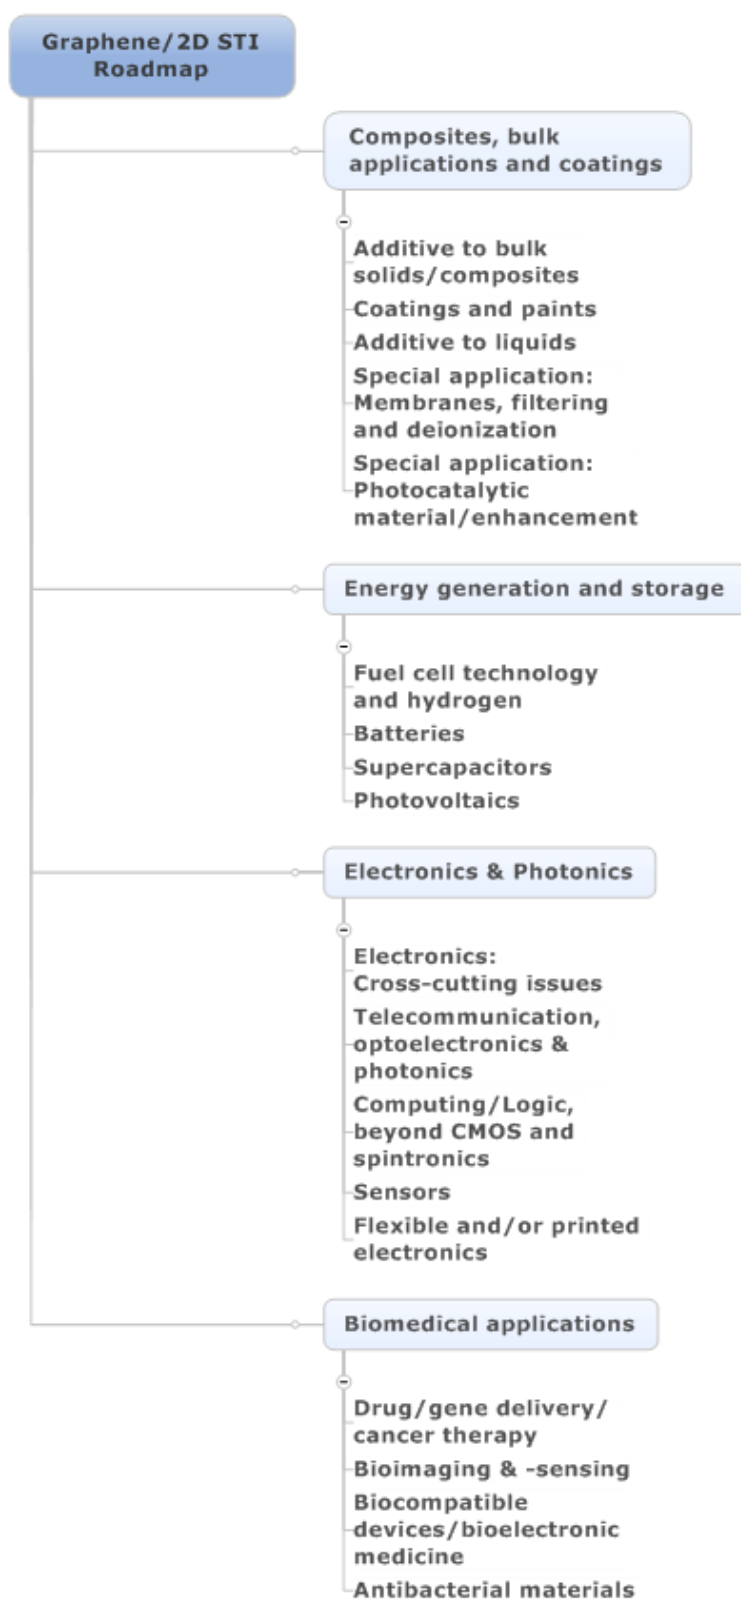 Graphene/2D STI
Roadmap
Composites, bulk
applications and coatings
Additive to bulk
solids/composites
Coatings and paints
Additive to liquids
Special application:
Membranes, filtering
and deionization
Special application:
Photocatalytic
material/enhancement
Energy generation and storage
Fuel cell technology
and hydrogen
Batteries
Supercapacitors
Photovoltaics
Electronics & Photonics
Electronics:
Cross-cutting issues
Telecommunication,
optoelectronics &
photonics
Computing/Logic,
beyond CMOS and
spintronics
Sensors
Flexible and/or printed
electronics
Biomedical applications
Drug/gene delivery/
cancer therapy
Bioimaging & -sensing
Biocompatible
devices/bioelectronic
medicine
Antibacterial materials